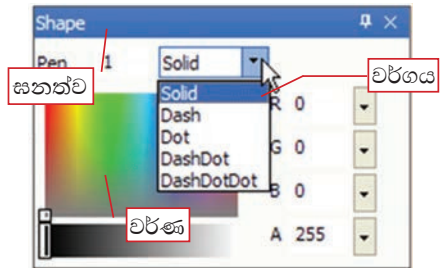 Shape
Pen 1 Solid
ඝනත්ව
වර්ගය
Solid
Dash
Dot
DashDot
DashDotDot
R 0
G 0
B 0
වර්ණ
A 255